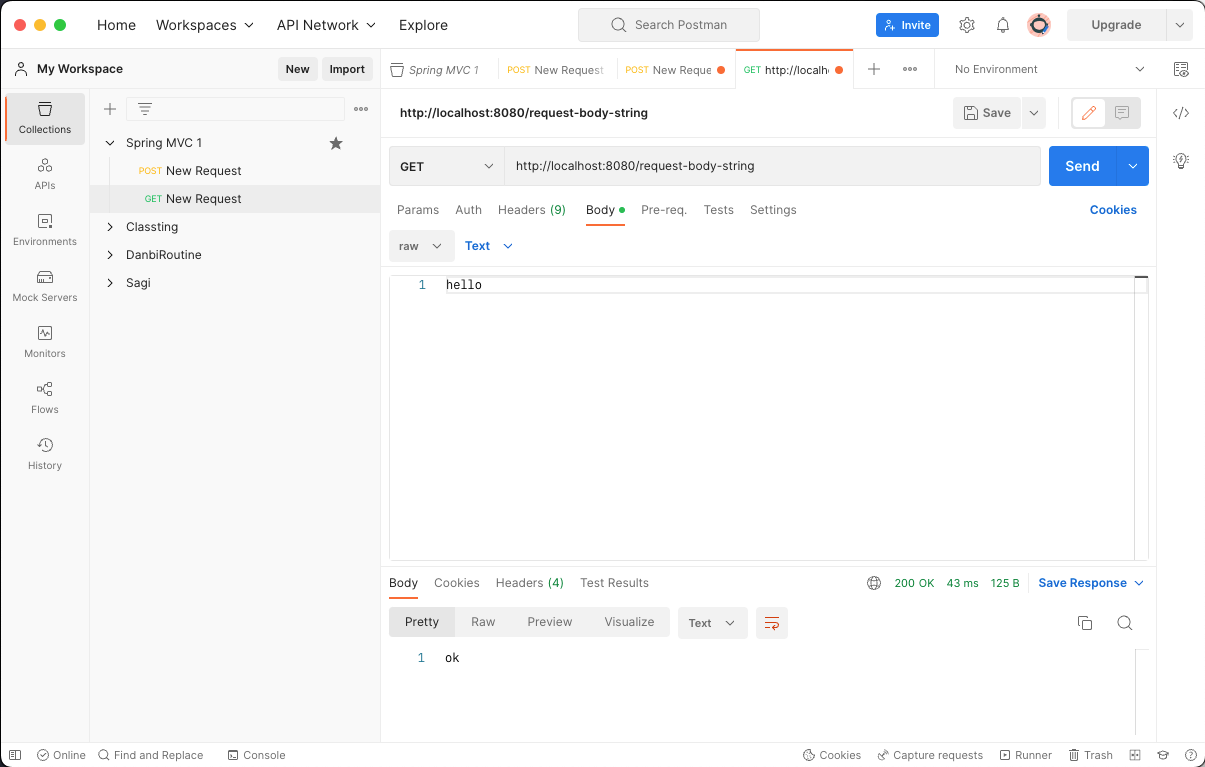 Home Workspaces API Network Explore Search Postman Invite Upgrade
My Workspace New Import
Spring MVC 1 POST New Request POST New Reque GET http://localh No Environment
Collections
APIs
Environments
Mock Servers
Monitors
Flows
History
Spring MVC 1
POST New Request
GET New Request
Classting
DanbiRoutine
Sagi
http://localhost:8080/request-body-string Save
GET http://localhost:8080/request-body-string Send
Params Auth Headers (9) Body Pre-req. Tests Settings Cookies
raw Text
1 hello
Body Cookies Headers (4) Test Results 200 OK 43 ms 125 B Save Response
Pretty Raw Preview Visualize Text
1 ok
Online Find and Replace Console Cookies Capture requests Runner Trash